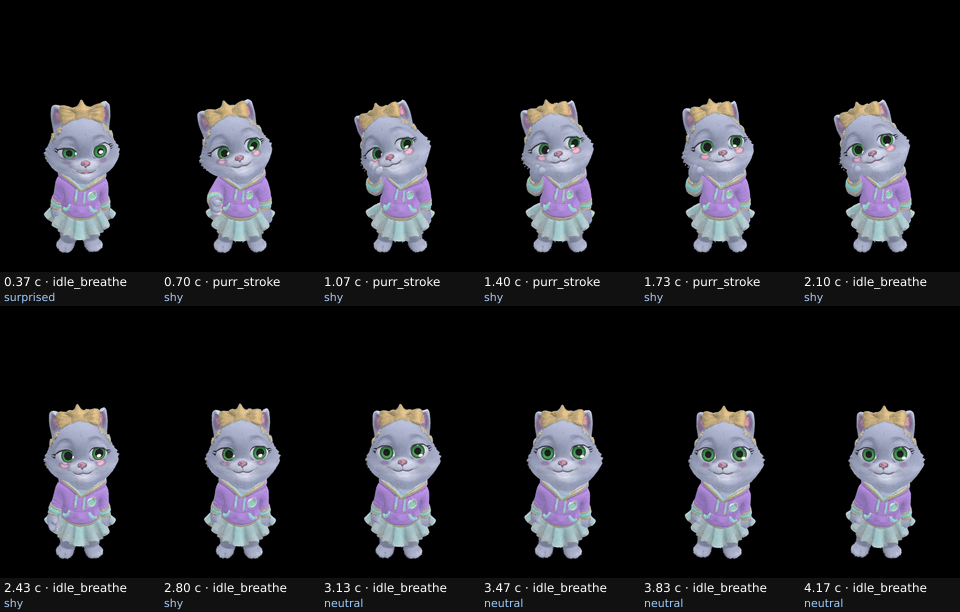 0.37 c · idle_breathe
surprised
0.70 c · purr_stroke
shy
1.07 c · purr_stroke
shy
1.40 c · purr_stroke
shy
1.73 c · purr_stroke
shy
2.10 c · idle_breathe
shy
2.43 c · idle_breathe
shy
2.80 c · idle_breathe
shy
3.13 c · idle_breathe
neutral
3.47 c · idle_breathe
neutral
3.83 c · idle_breathe
neutral
4.17 c · idle_breathe
neutral